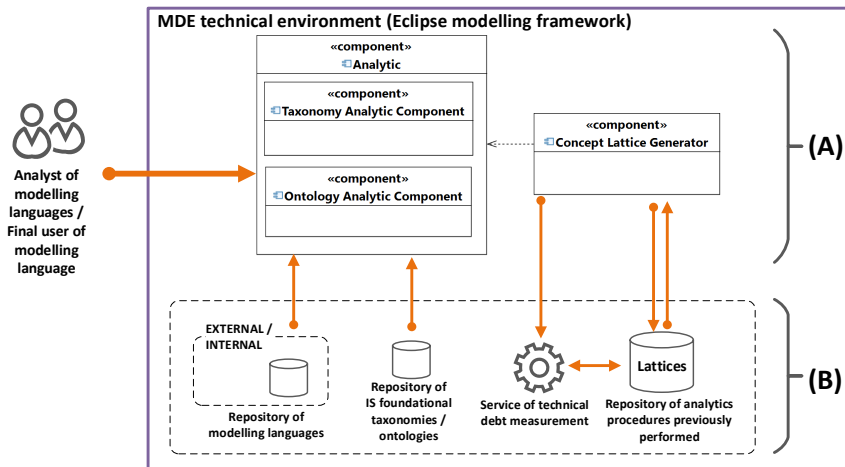 MDE technical environment (Eclipse modelling framework)
«component»
Analytic
«component»
Taxonomy Analytic Component
«component»
Ontology Analytic Component
«component»
Concept Lattice Generator
(A)
Analyst of
modelling
languages /
Final user of
modelling
language
EXTERNAL /
INTERNAL
Repository of
modelling languages
Repository of
IS foundational
taxonomies /
ontologies
Service of technical
debt measurement
Lattices
Repository of analytics
procedures previously
performed
(B)